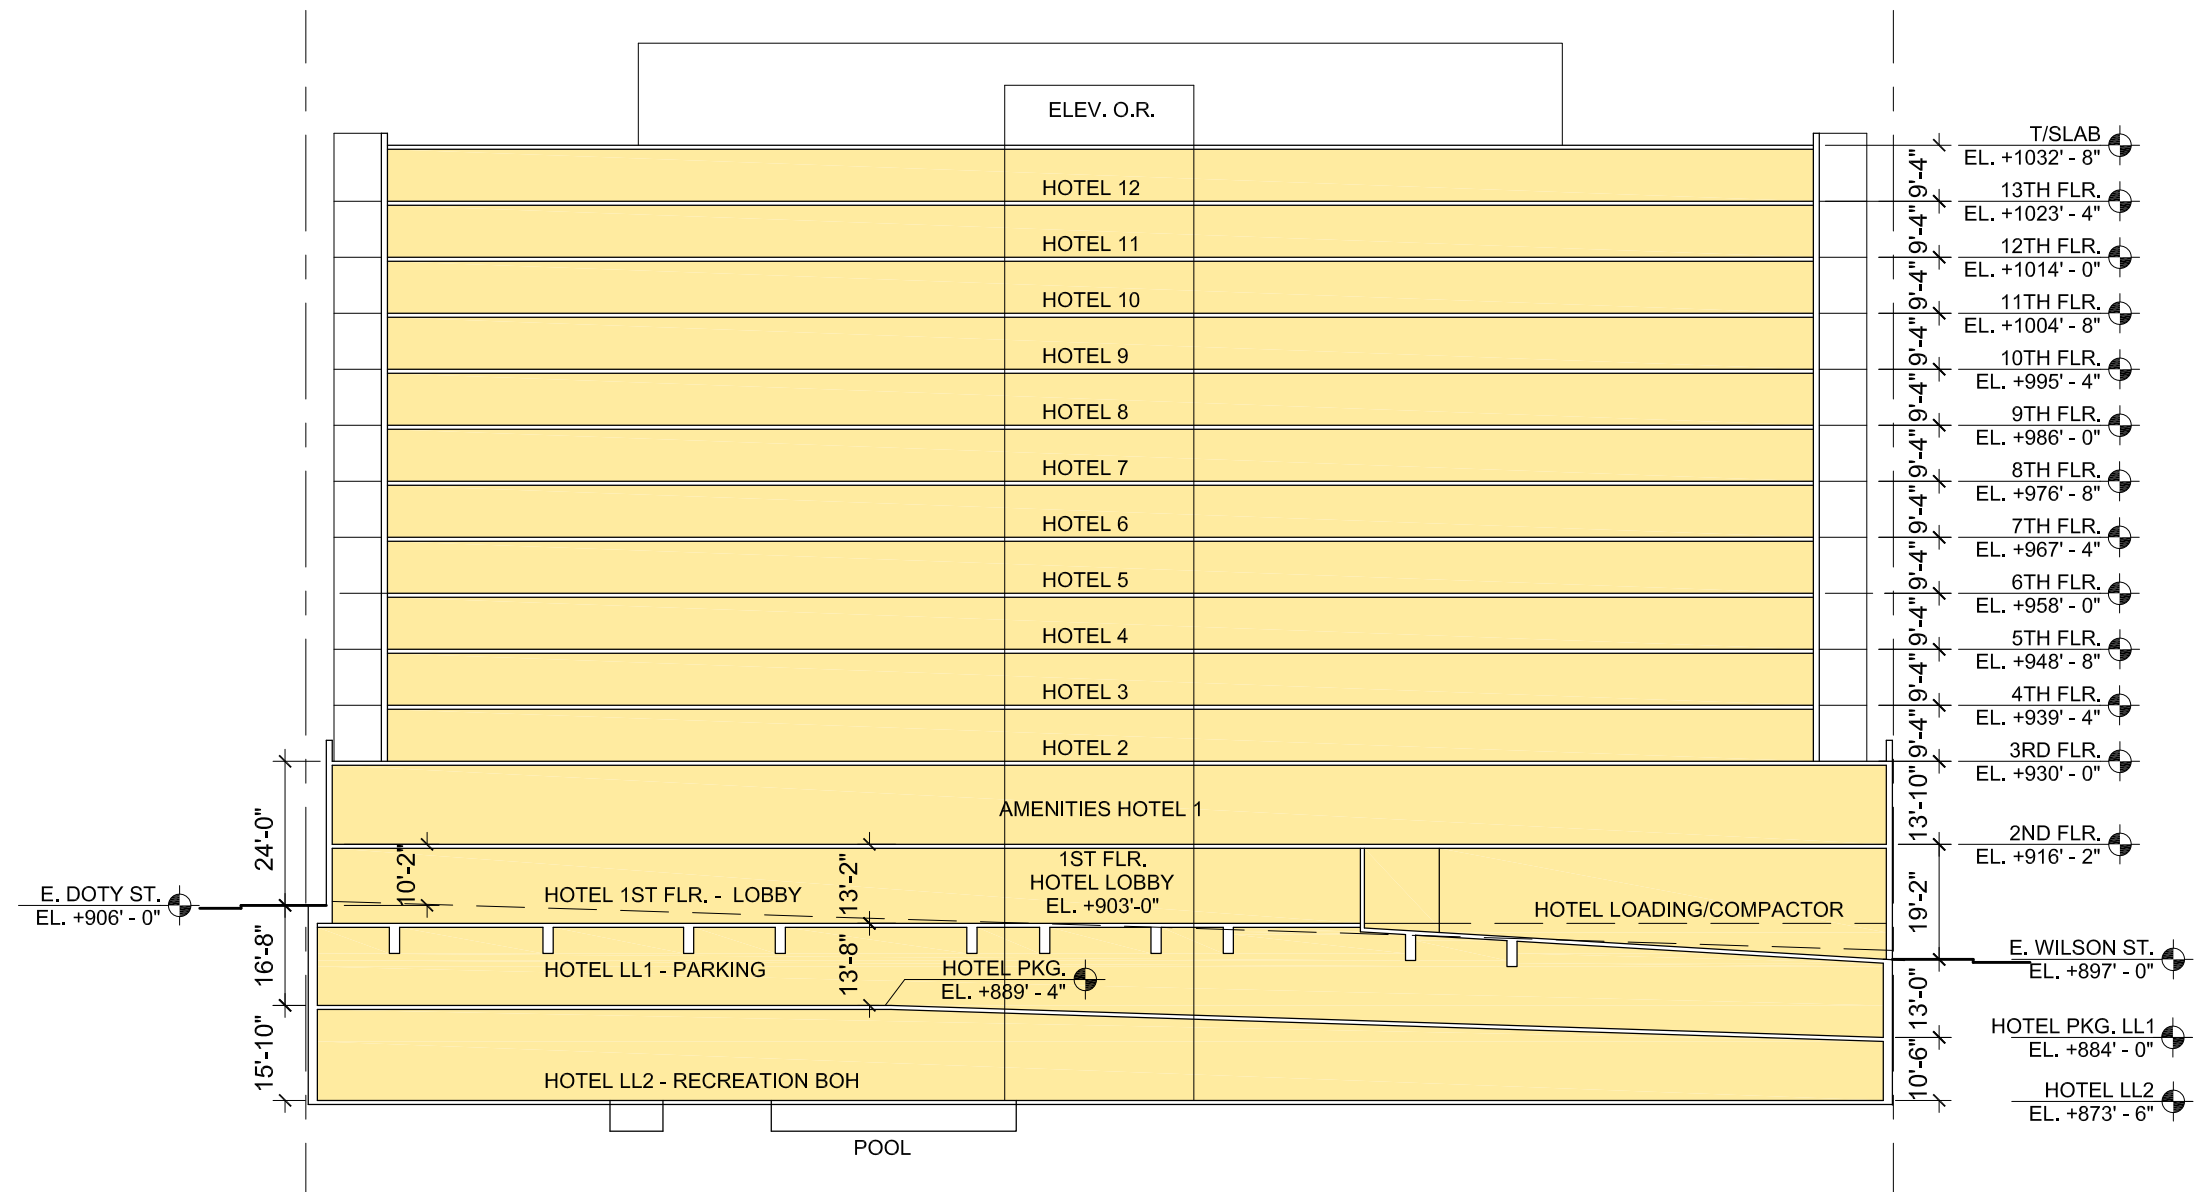 ELEV. O.R.
T/SLAB
EL. +1032' - 8"
9'-4"
HOTEL 12
13TH FLR.
EL. +1023' - 4"
9'-4"
HOTEL 11
12TH FLR.
EL. +1014' - 0"
9'-4"
HOTEL 10
11TH FLR.
EL. +1004' - 8"
9'-4"
HOTEL 9
10TH FLR.
EL. +995' - 4"
9'-4"
HOTEL 8
9TH FLR.
EL. +986' - 0"
9'-4"
HOTEL 7
8TH FLR.
EL. +976' - 8"
9'-4"
HOTEL 6
7TH FLR.
EL. +967' - 4"
9'-4"
HOTEL 5
6TH FLR.
EL. +958' - 0"
9'-4"
HOTEL 4
5TH FLR.
EL. +948' - 8"
9'-4"
HOTEL 3
4TH FLR.
EL. +939' - 4"
9'-4"
HOTEL 2
3RD FLR.
EL. +930' - 0"
13'-10"
AMENITIES HOTEL 1
24'-0"
2ND FLR.
EL. +916' - 2"
10'-2"
13'-2"
1ST FLR.
HOTEL LOBBY
EL. +903'-0"
HOTEL 1ST FLR. - LOBBY
E. DOTY ST.
EL. +906' - 0"
HOTEL LOADING/COMPACTOR
19'-2"
E. WILSON ST.
EL. +897' - 0"
16'-8"
HOTEL LL1 - PARKING
13'-8"
HOTEL PKG.
EL. +889' - 4"
13'-0"
HOTEL PKG. LL1
EL. +884' - 0"
15'-10"
HOTEL LL2 - RECREATION BOH
10'-6"
HOTEL LL2
EL. +873' - 6"
POOL